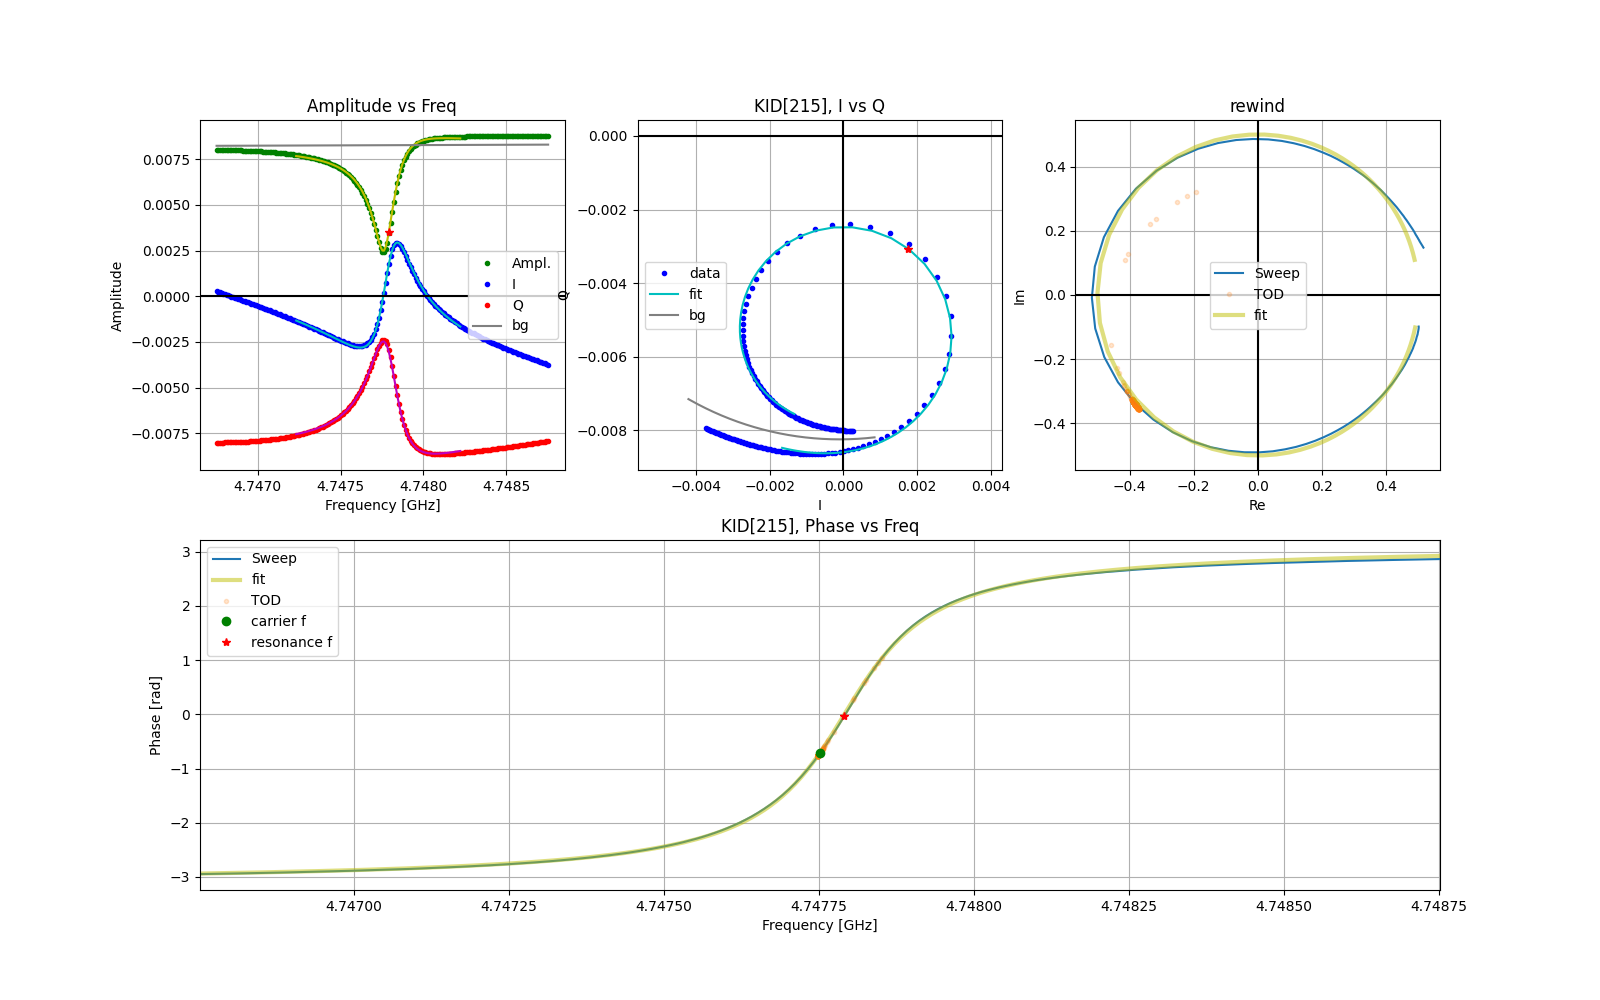 Amplitude vs Freq
Amplitude
0.0075
0.0050
0.0025
0.0000
−0.0025
−0.0050
−0.0075
Ampl.
I
Q
bg
4.7470
4.7475
4.7480
4.7485
Frequency [GHz]
KID[215], I vs Q
Q
0.000
−0.002
−0.004
−0.006
−0.008
data
fit
bg
−0.004
−0.002
0.000
0.002
0.004
I
rewind
Im
0.4
0.2
0.0
−0.2
−0.4
Sweep
TOD
fit
−0.4
−0.2
0.0
0.2
0.4
Re
KID[215], Phase vs Freq
Phase [rad]
3
2
1
0
−1
−2
−3
Sweep
fit
TOD
carrier f
resonance f
4.74700
4.74725
4.74750
4.74775
4.74800
4.74825
4.74850
4.74875
Frequency [GHz]